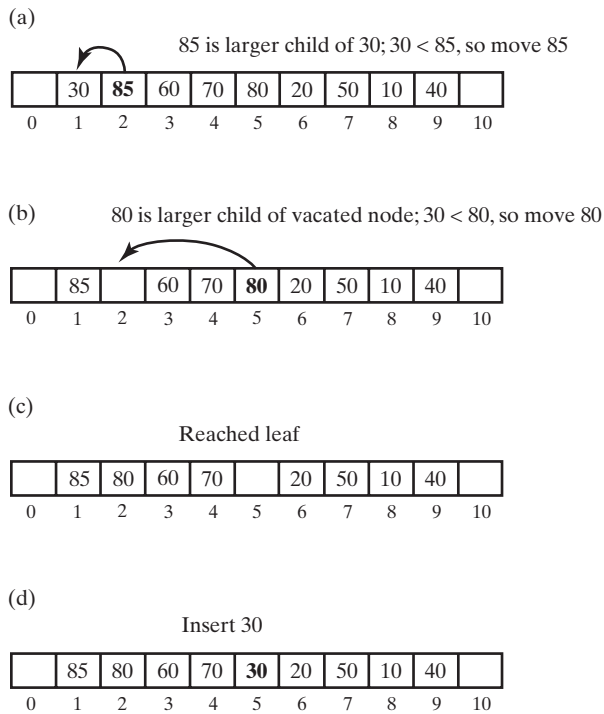 (a)
85 is larger child of 30; 30 < 85, so move 85
30 85 60 70 80 20 50 10 40
0 1 2 3 4 5 6 7 8 9 10
(b)
80 is larger child of vacated node; 30 < 80, so move 80
85 60 70 80 20 50 10 40
0 1 2 3 4 5 6 7 8 9 10
(c)
Reached leaf
85 80 60 70 20 50 10 40
0 1 2 3 4 5 6 7 8 9 10
(d)
Insert 30
85 80 60 70 30 20 50 10 40
0 1 2 3 4 5 6 7 8 9 10